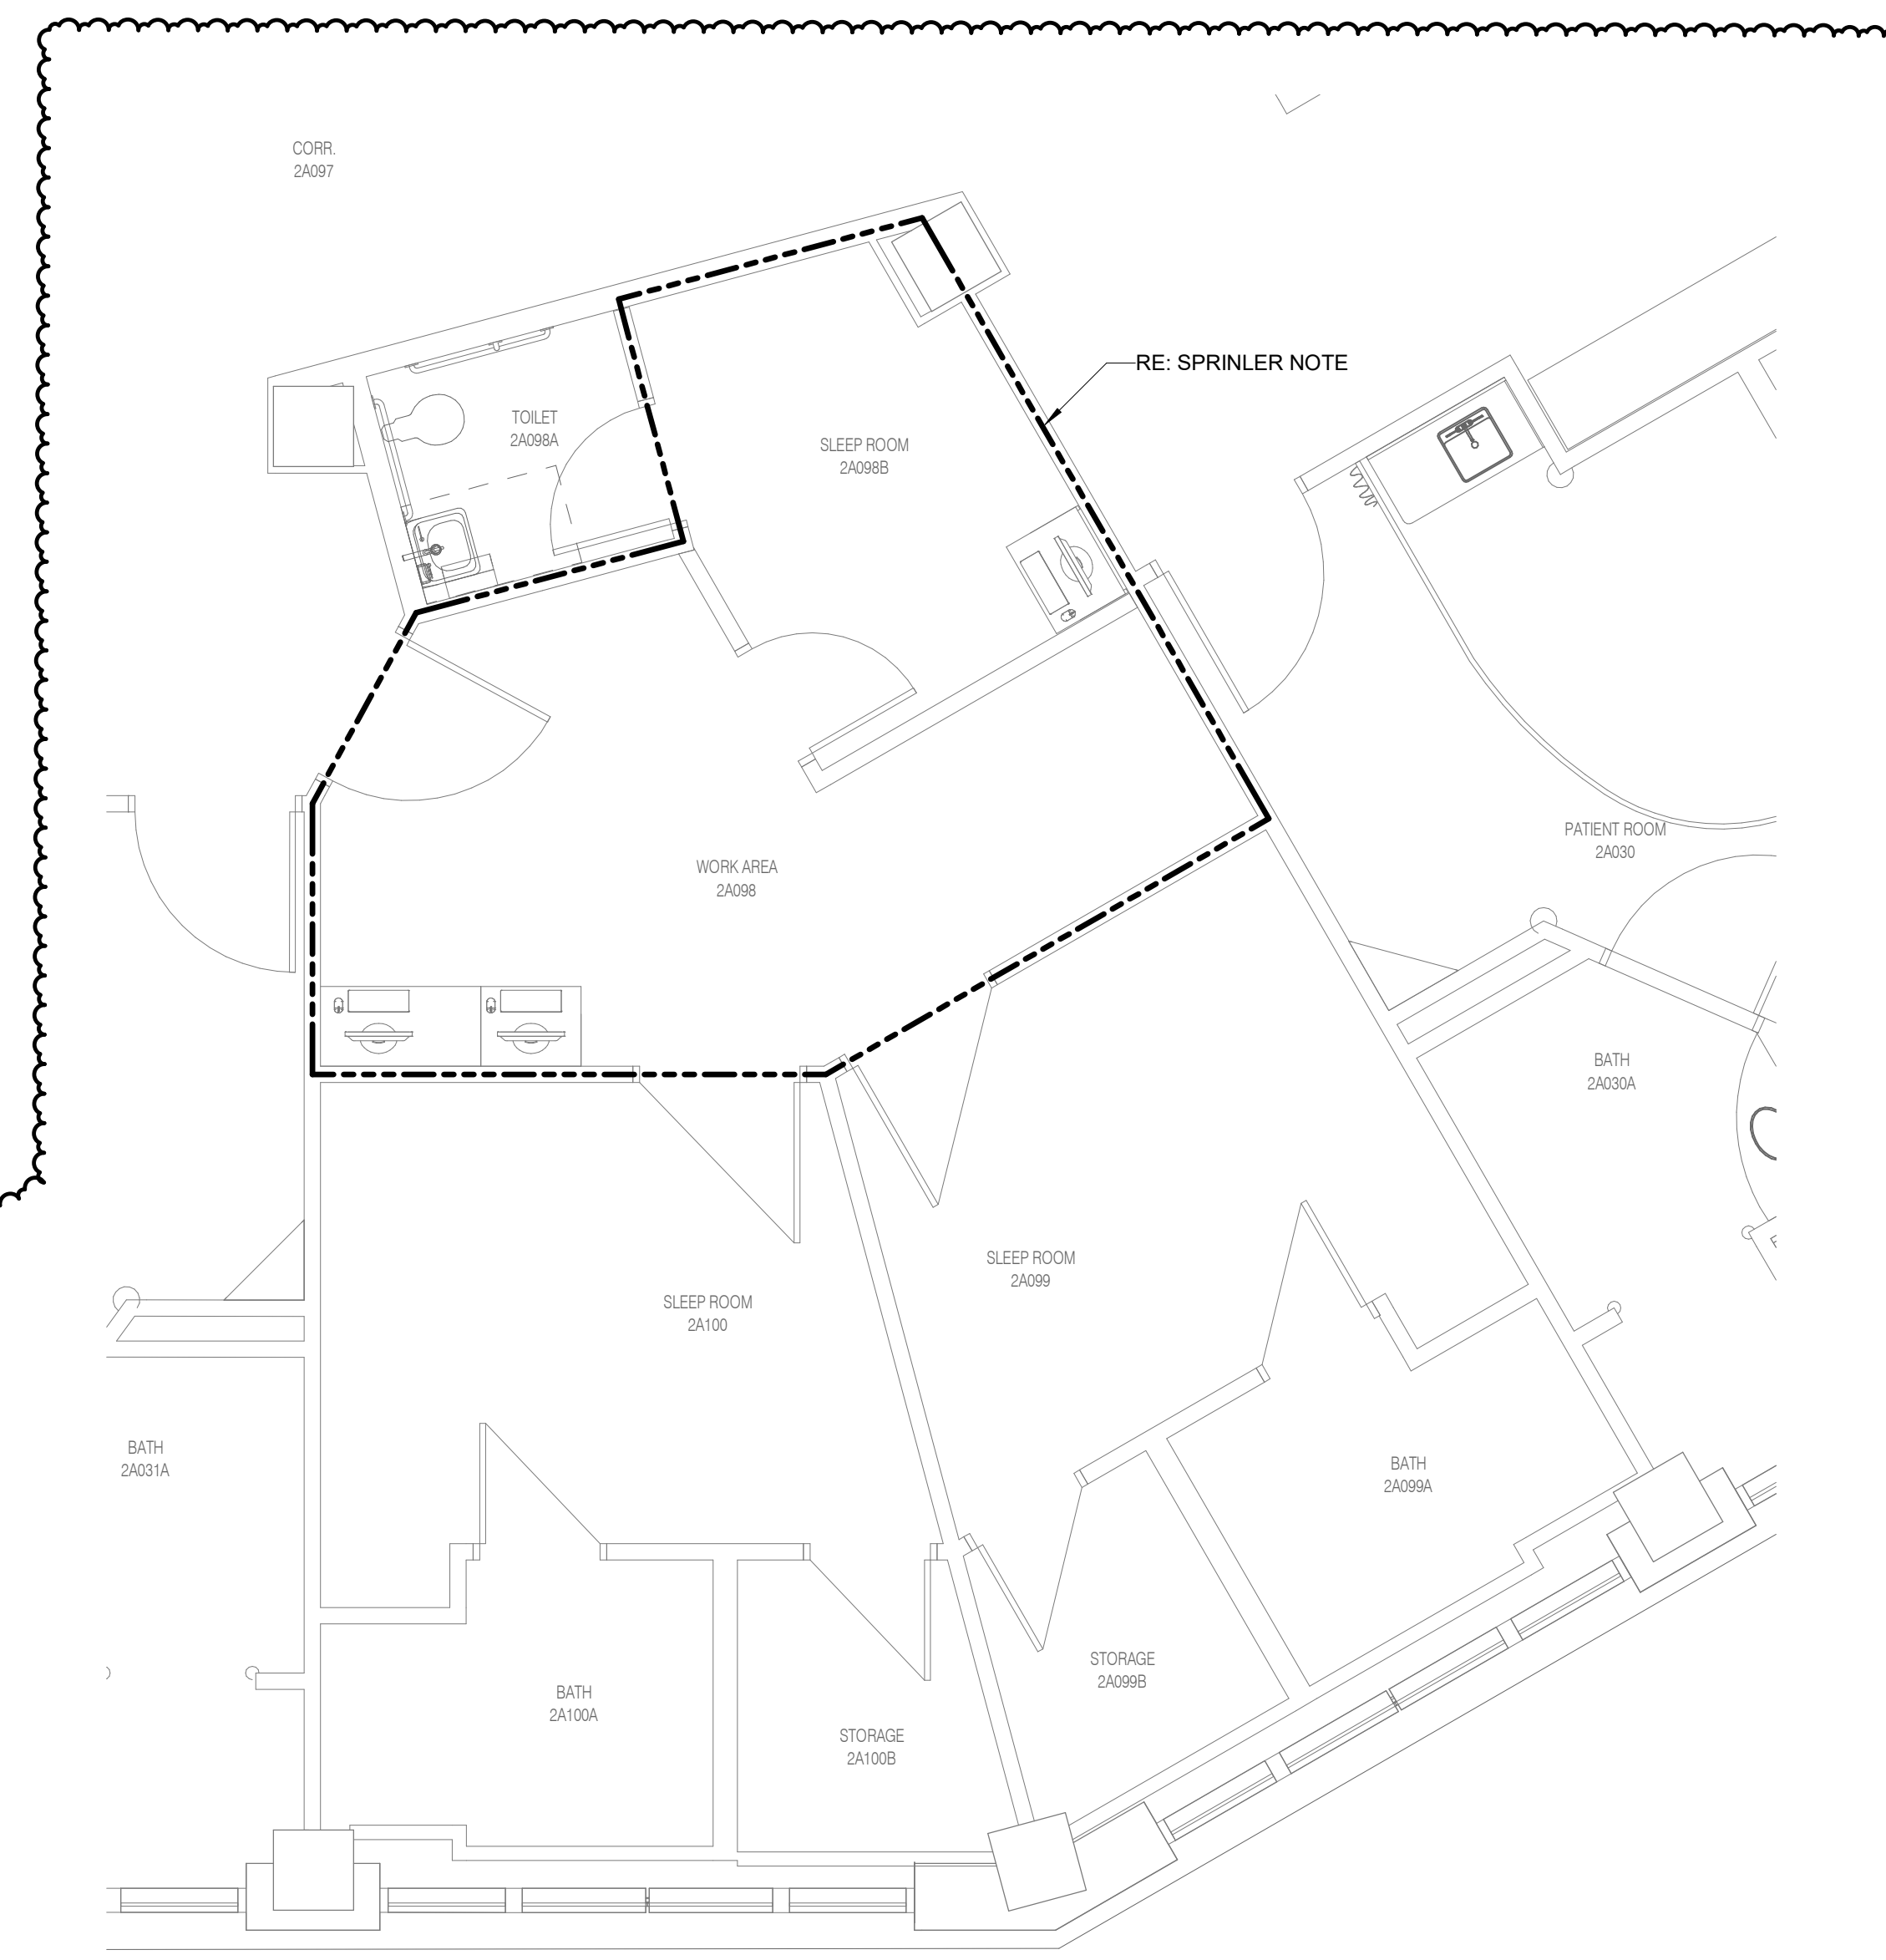 CORR.
2A097
RE: SPRINLER NOTE
TOILET
2A098A
SLEEP ROOM
2A098B
PATIENT ROOM
2A030
WORK AREA
2A098
BATH
2A030A
SLEEP ROOM
2A099
SLEEP ROOM
2A100
BATH
2A031A
BATH
2A099A
STORAGE
2A099B
BATH
2A100A
STORAGE
2A100B